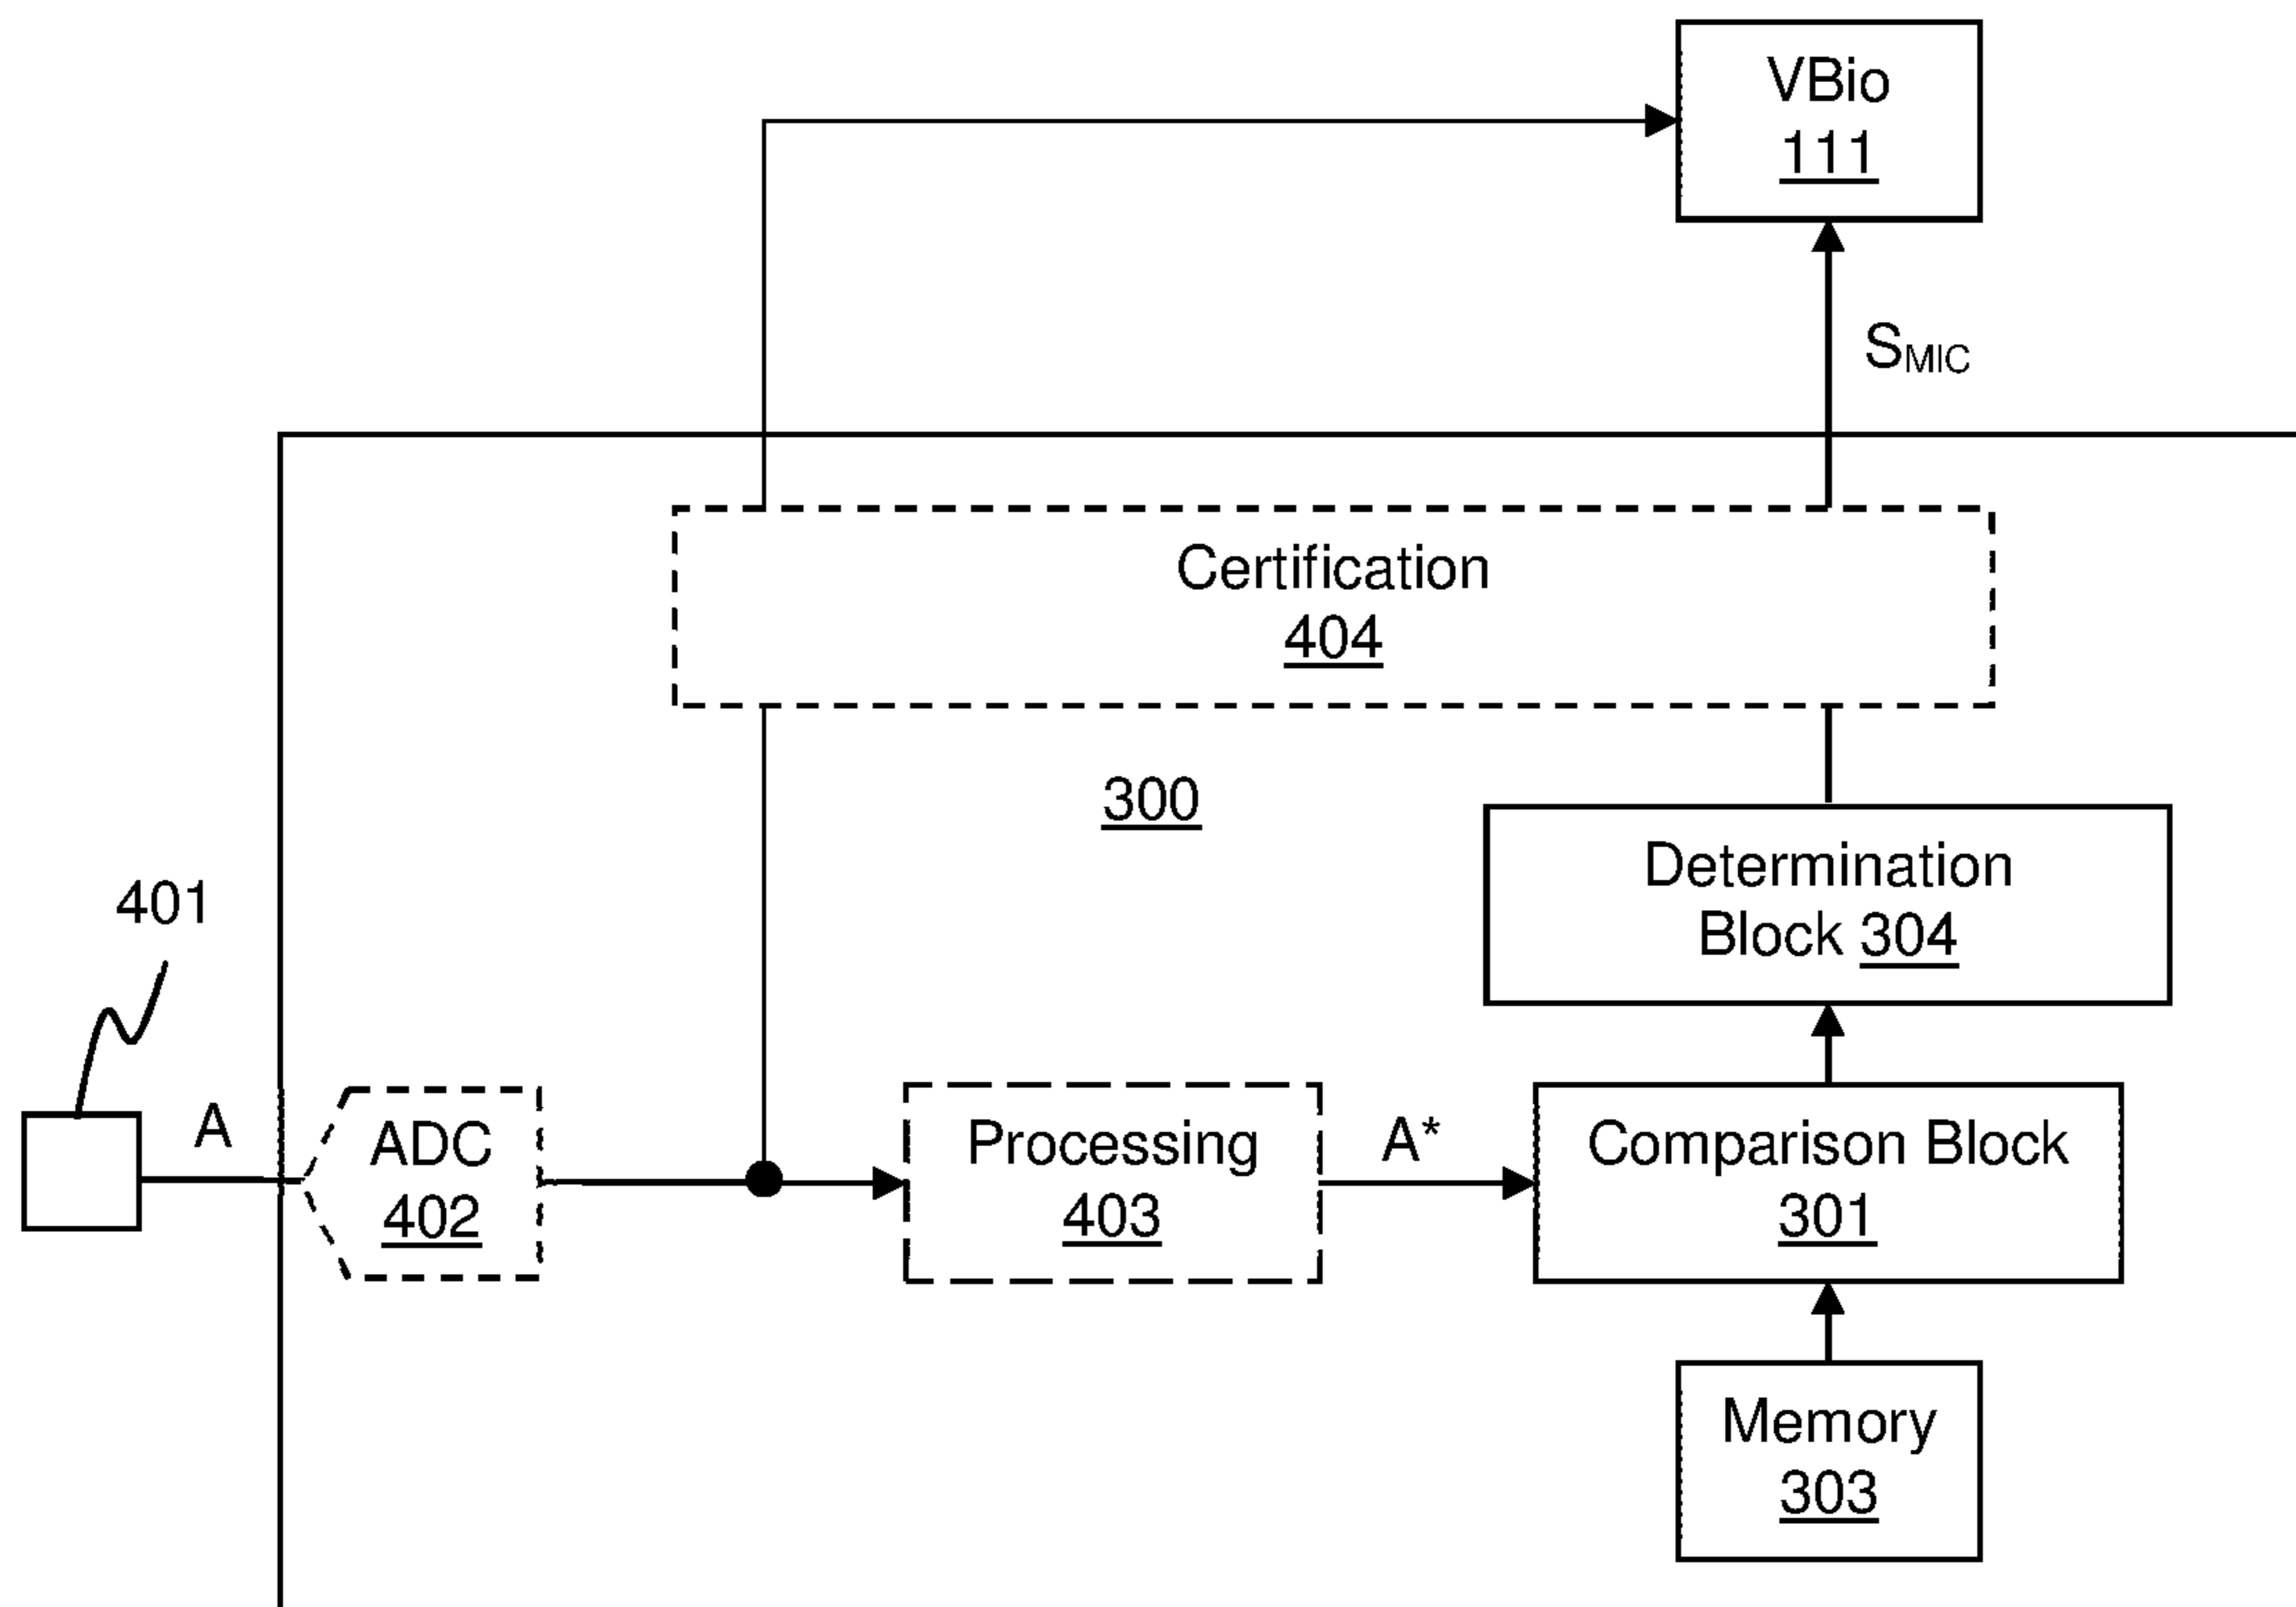 VBio
111
SMIC
Certification
404
300
Determination
Block 304
401
A
ADC
402
Processing
403
A*
Comparison Block
301
Memory
303